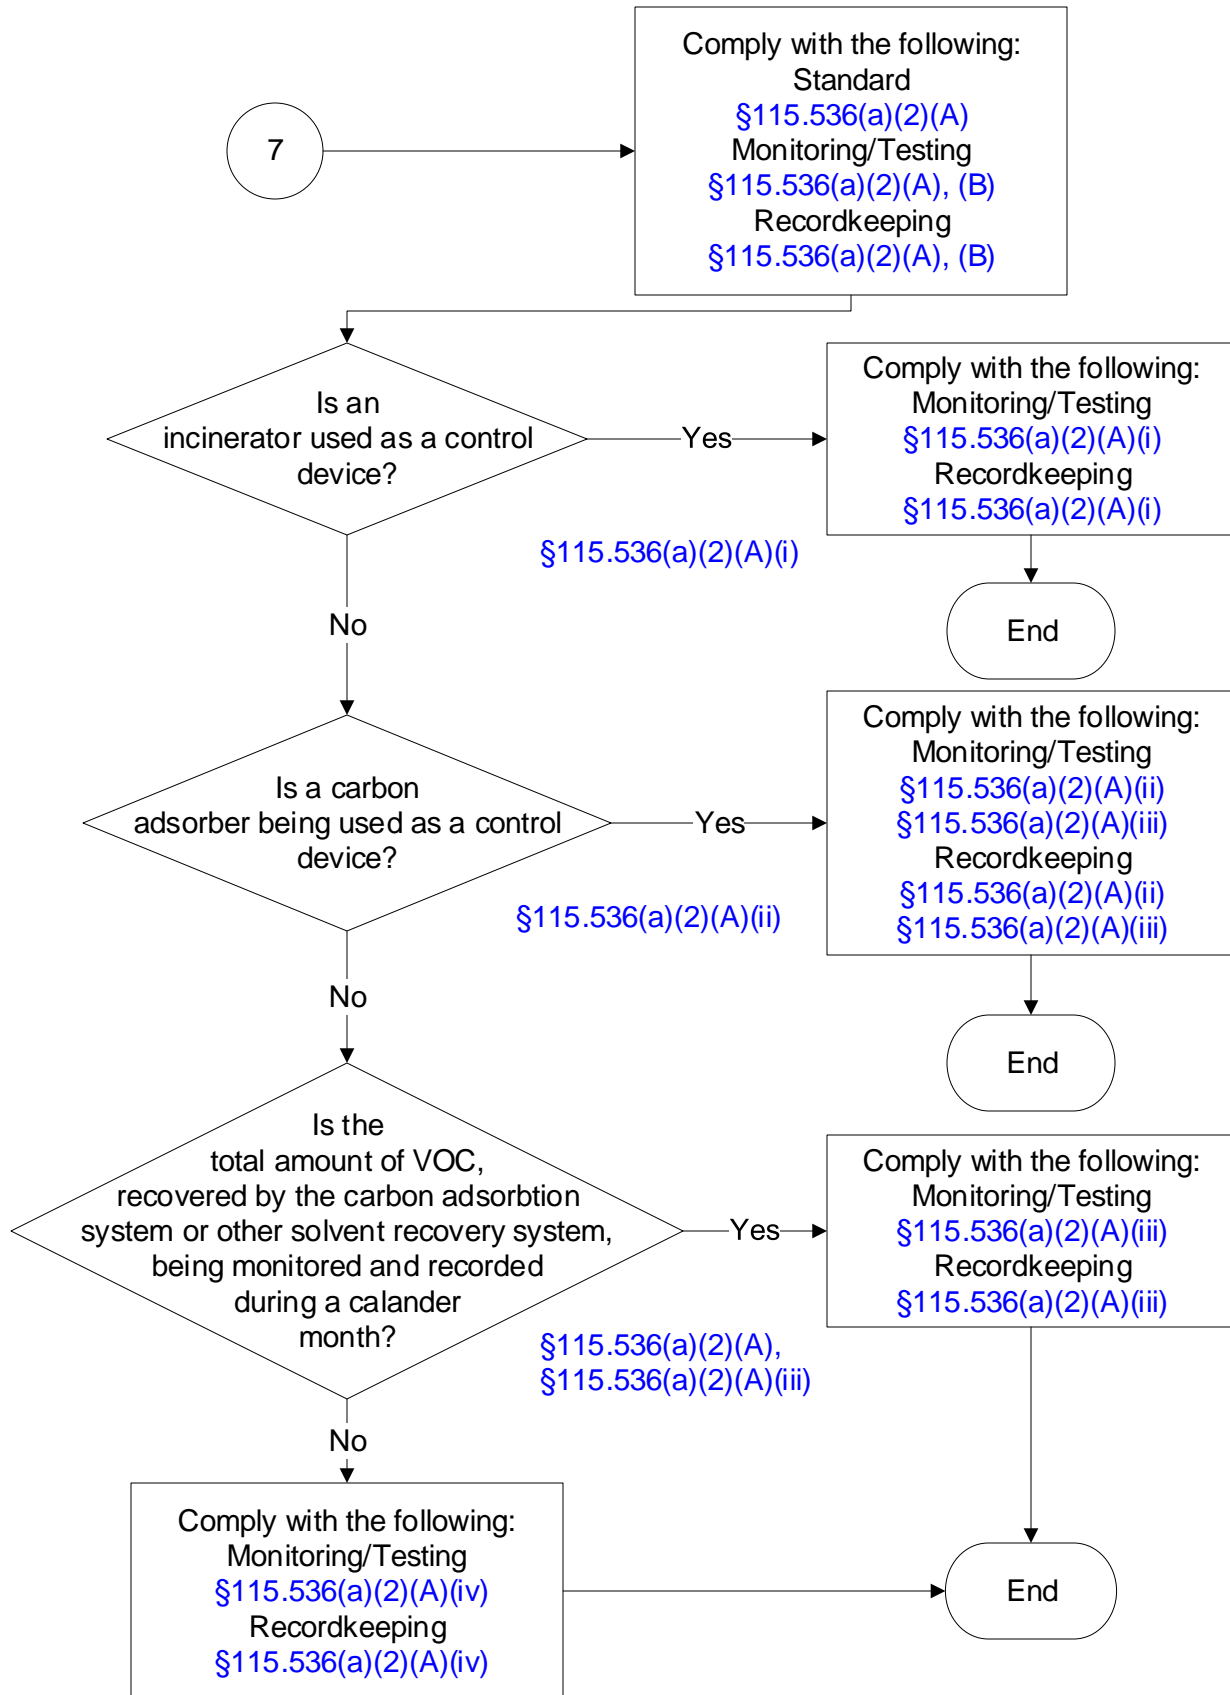 Comply with the following:
Standard
§115.536(a)(2)(A)
Monitoring/Testing
§115.536(a)(2)(A), (B)
Recordkeeping
§115.536(a)(2)(A), (B)
7
Is an
incinerator used as a control
device?
Yes
Comply with the following:
Monitoring/Testing
§115.536(a)(2)(A)(i)
Recordkeeping
§115.536(a)(2)(A)(i)
§115.536(a)(2)(A)(i)
End
No
Is a carbon
adsorber being used as a control
device?
Yes
Comply with the following:
Monitoring/Testing
§115.536(a)(2)(A)(ii)
§115.536(a)(2)(A)(iii)
Recordkeeping
§115.536(a)(2)(A)(ii)
§115.536(a)(2)(A)(iii)
§115.536(a)(2)(A)(ii)
End
No
Is the
total amount of VOC,
recovered by the carbon adsorbtion
system or other solvent recovery system,
being monitored and recorded
during a calander
month?
Yes
Comply with the following:
Monitoring/Testing
§115.536(a)(2)(A)(iii)
Recordkeeping
§115.536(a)(2)(A)(iii)
§115.536(a)(2)(A),
§115.536(a)(2)(A)(iii)
No
Comply with the following:
Monitoring/Testing
§115.536(a)(2)(A)(iv)
Recordkeeping
§115.536(a)(2)(A)(iv)
End